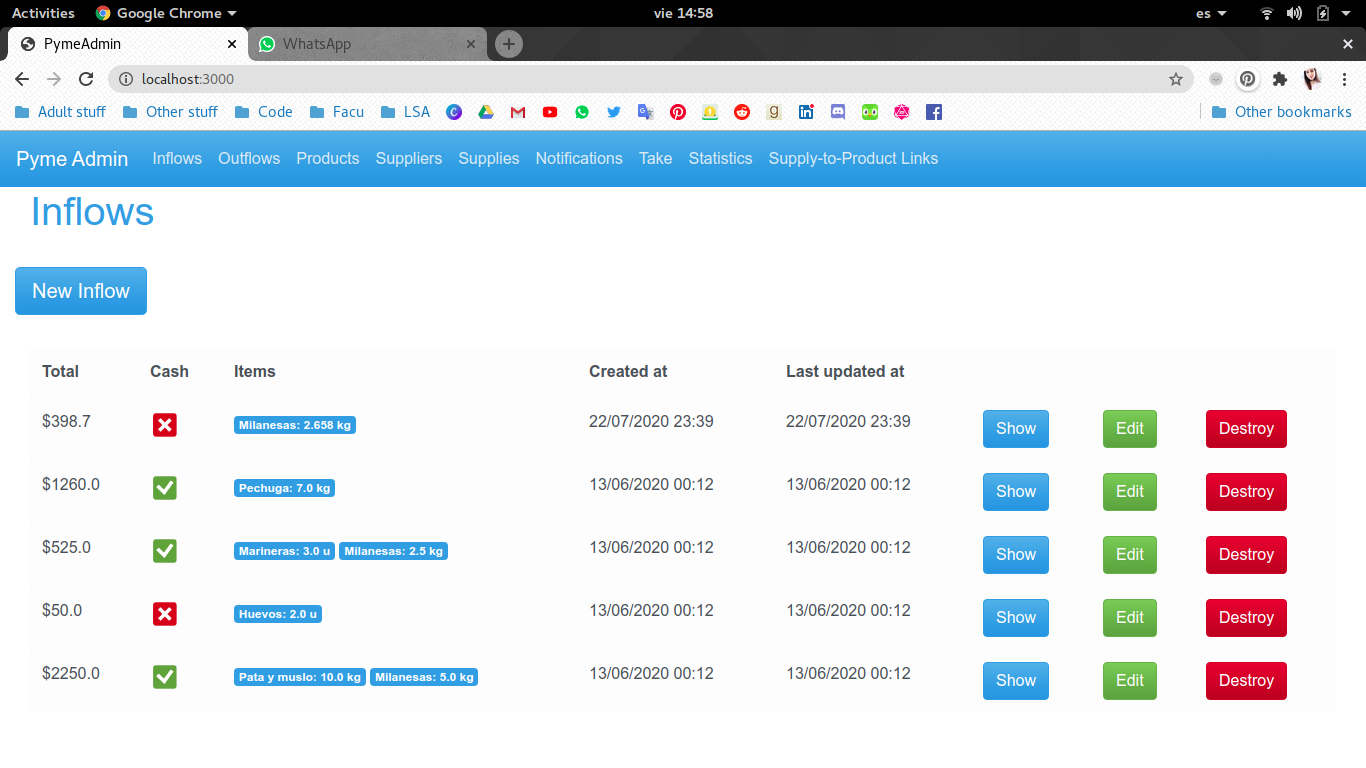 Activities Google Chrome vie 14:58 es
PymeAdmin WhatsApp
localhost:3000
Adult stuff Other stuff Code Facu LSA Other bookmarks
Pyme Admin Inflows Outflows Products Suppliers Supplies Notifications Take Statistics Supply-to-Product Links
Inflows
New Inflow
Total Cash Items Created at Last updated at
$398.7 Milanesas: 2.658 kg 22/07/2020 23:39 22/07/2020 23:39 Show Edit Destroy
$1260.0 Pechuga: 7.0 kg 13/06/2020 00:12 13/06/2020 00:12 Show Edit Destroy
$525.0 Marineras: 3.0 u Milanesas: 2.5 kg 13/06/2020 00:12 13/06/2020 00:12 Show Edit Destroy
$50.0 Huevos: 2.0 u 13/06/2020 00:12 13/06/2020 00:12 Show Edit Destroy
$2250.0 Pata y muslo: 10.0 kg Milanesas: 5.0 kg 13/06/2020 00:12 13/06/2020 00:12 Show Edit Destroy